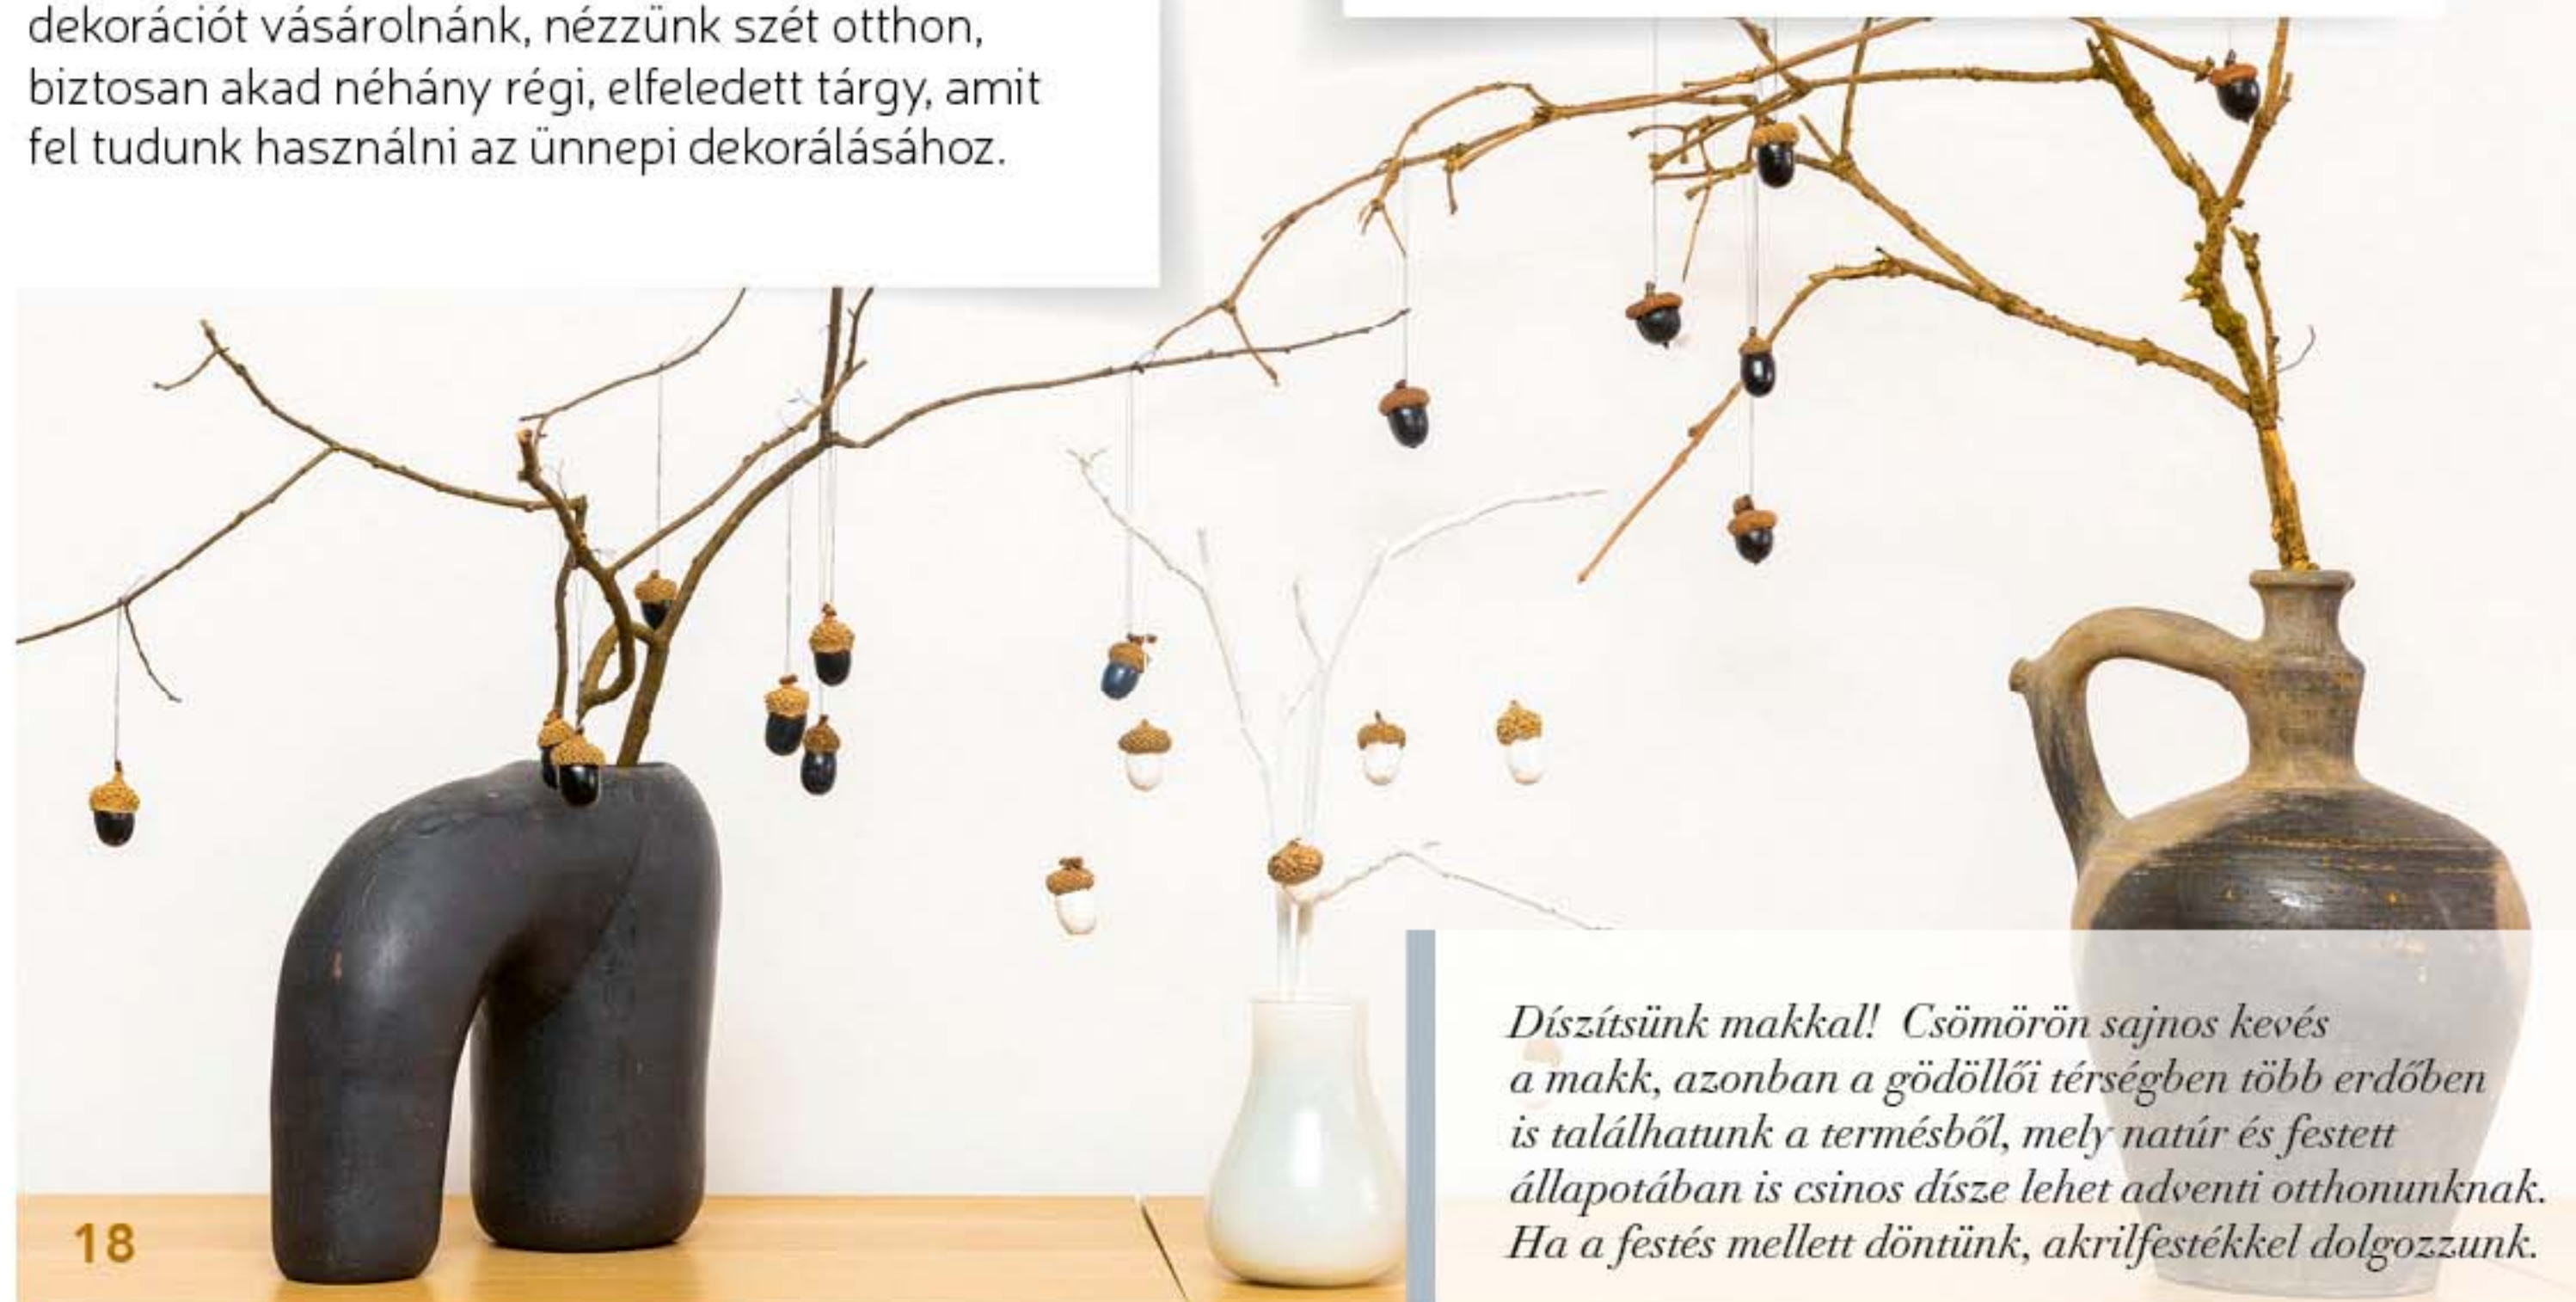 dekorációt vásárolnánk, nézzünk szét otthon,
biztosan akad néhány régi, elfeledett tárgy, amit
fel tudunk használni az ünnepi dekorálásához.
Díszítsünk makkal! Csömörön sajnos kevés
a makk, azonban a gödöllői térségben több erdőben
is találhatunk a termésből, mely natúr és festett
állapotában is csinos dísze lehet adventi otthonunknak.
Ha a festés mellett döntünk, akrilfestékkel dolgozzunk.
18